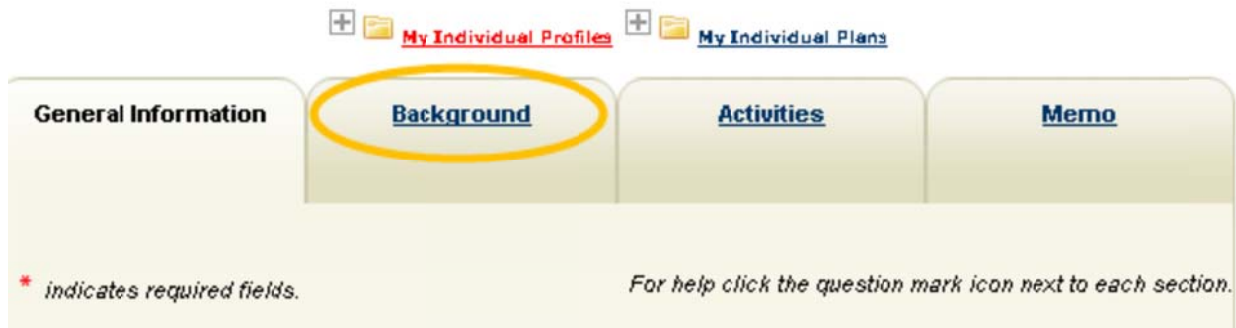 My Individual Profiles My Individual Plans
General Information Background Activities Memo
* indicates required fields. For help click the question mark icon next to each section.